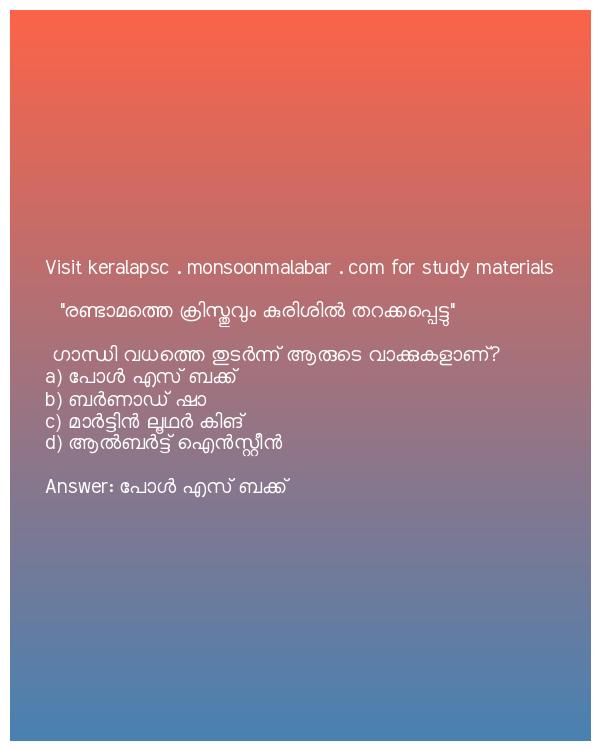 Visit keralapsc . monsoonmalabar . com for study materials
"രണ്ടാമത്തെ ക്രിസ്തുവും കുരിശിൽ തറക്കപ്പെട്ടു"
ഗാന്ധി വധത്തെ തുടർന്ന് ആരുടെ വാക്കുകളാണ്?
a) പോൾ എസ് ബക്ക്
b) ബർണാഡ് ഷാ
c) മാർട്ടിൻ ലൂഥർ കിങ്
d) ആൽബർട്ട് ഐൻസ്റ്റീൻ
Answer: പോൾ എസ് ബക്ക്